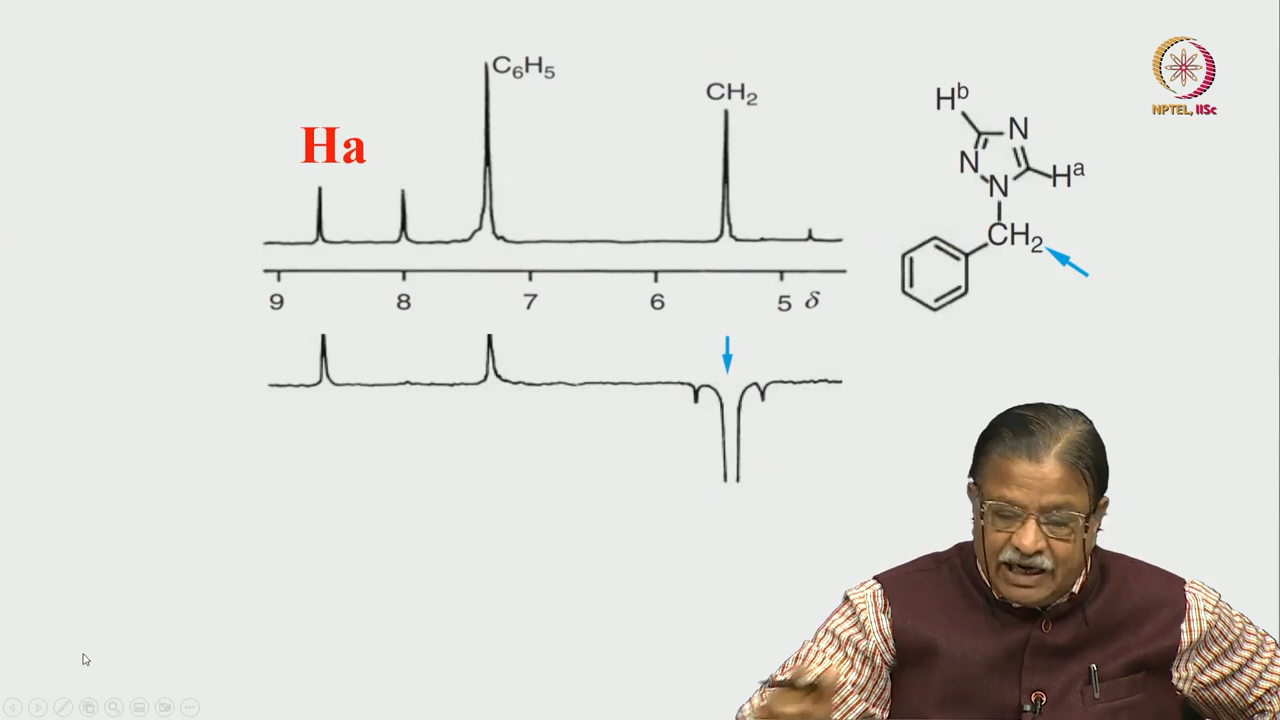 C₆H₅
CH₂
Ha
9 8 7 6 5 δ
Hᵇ
N
N
Hᵃ
N
CH₂
NPTEL, IISc